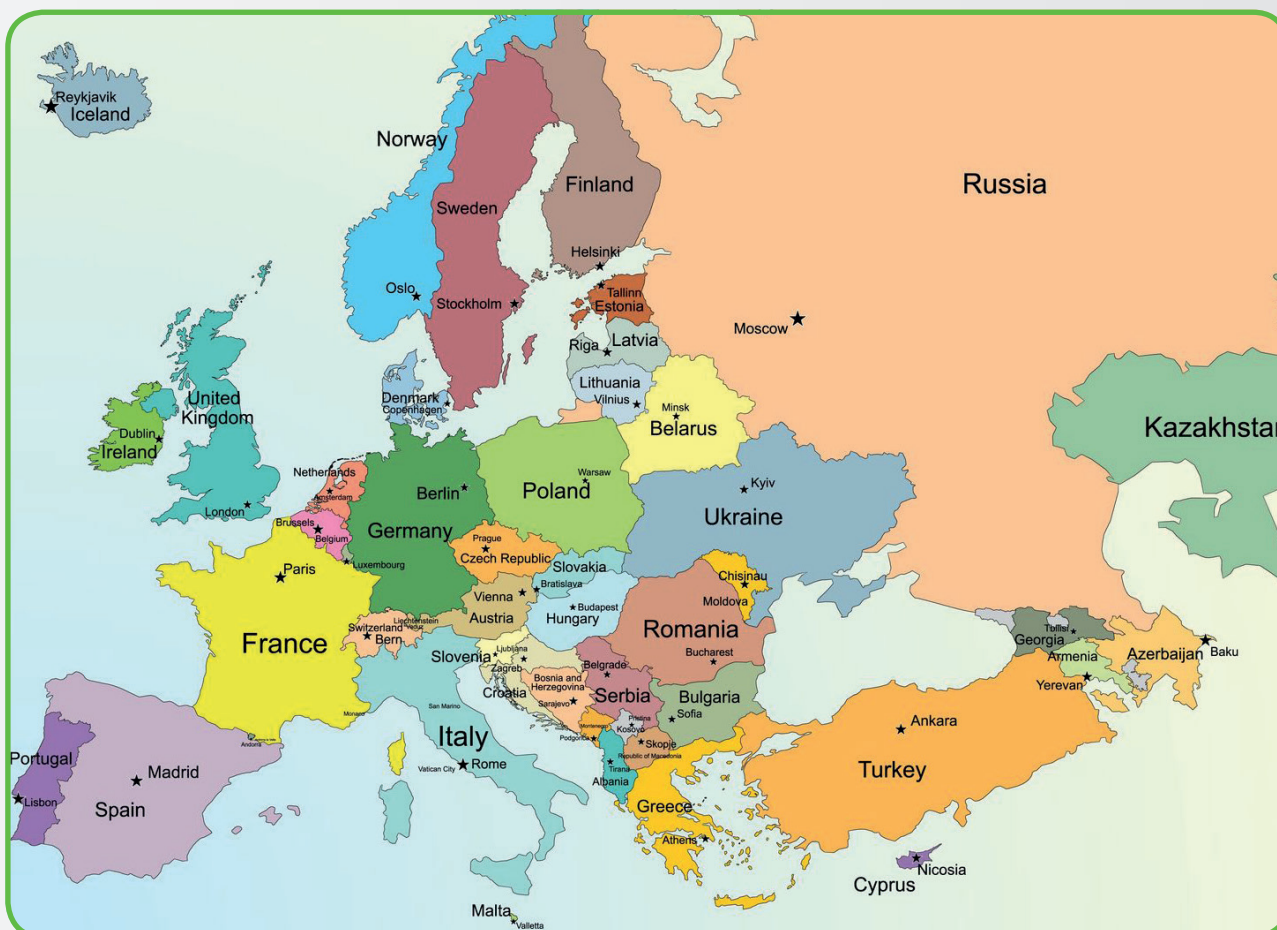 Reykjavik
Iceland
Norway
Sweden
Finland
Russia
Helsinki
Oslo
Stockholm
Tallinn
Estonia
Moscow
Riga
Latvia
Lithuania
Vilnius
Denmark
Copenhagen
Minsk
Belarus
United
Kingdom
Dublin
Ireland
London
Kazakhstan
Netherlands
Amsterdam
Berlin
Germany
Warsaw
Poland
Kyiv
Ukraine
Brussels
Belgium
Luxembourg
Prague
Czech Republic
Slovakia
Bratislava
Paris
France
Vienna
Austria
Budapest
Hungary
Chisinau
Moldova
Switzerland
Bern
Liechtenstein
Vaduz
Romania
Bucharest
Ljubljana
Slovenia
Zagreb
Croatia
Belgrade
Serbia
Bosnia and
Herzegovina
Sarajevo
Tbilisi
Georgia
Armenia
Yerevan
Azerbaijan
Baku
Monaco
San Marino
Italy
Rome
Vatican City
Montenegro
Podgorica
Pristina
Kosovo
Bulgaria
Sofia
Skopje
Republic of Macedonia
Tirana
Albania
Andorra
Portugal
Lisbon
Madrid
Spain
Greece
Athens
Ankara
Turkey
Nicosia
Cyprus
Malta
Valletta